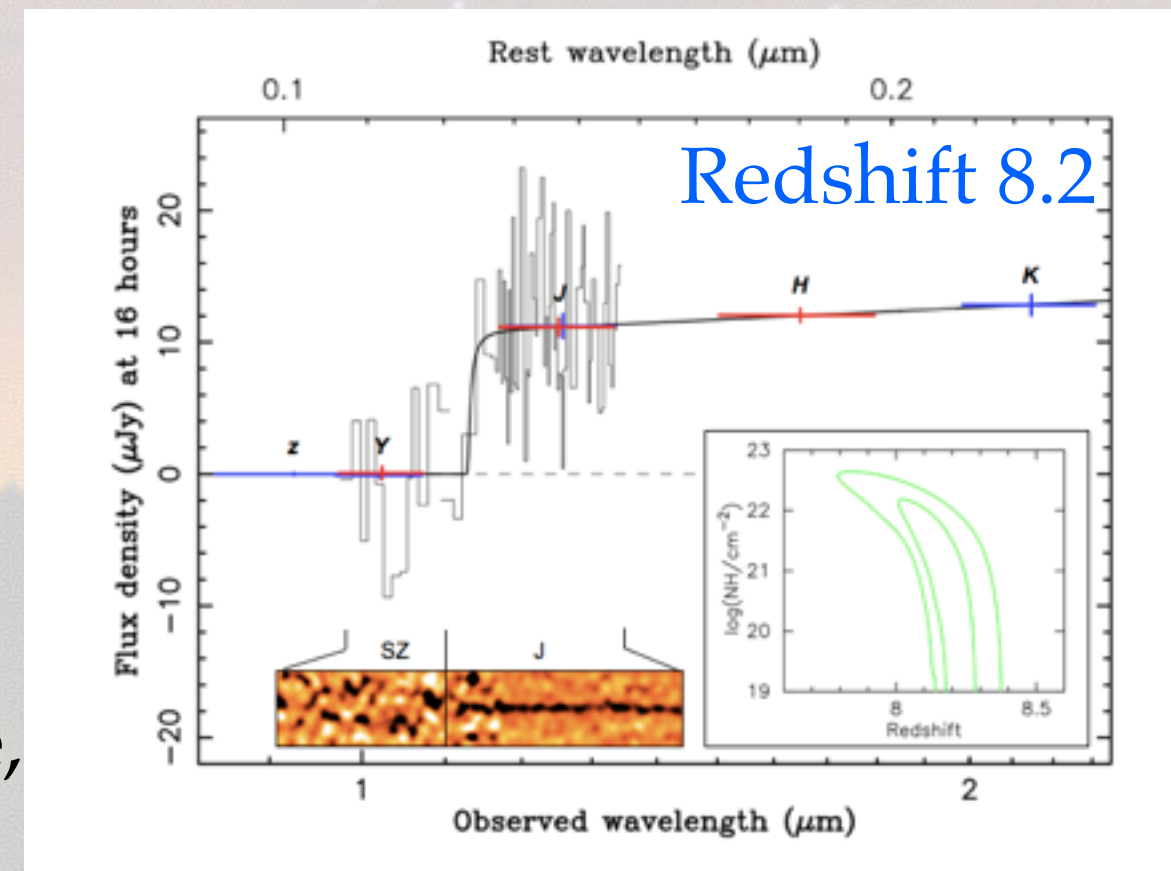 Rest wavelength (μm)
0.1 0.2
Redshift 8.2
Flux density (μJy) at 16 hours
20
10
0
−10
−20
z Y J H K
SZ J
log(NH/cm⁻²)
23
22
21
20
19
8 8.5
Redshift
1 2
Observed wavelength (μm)